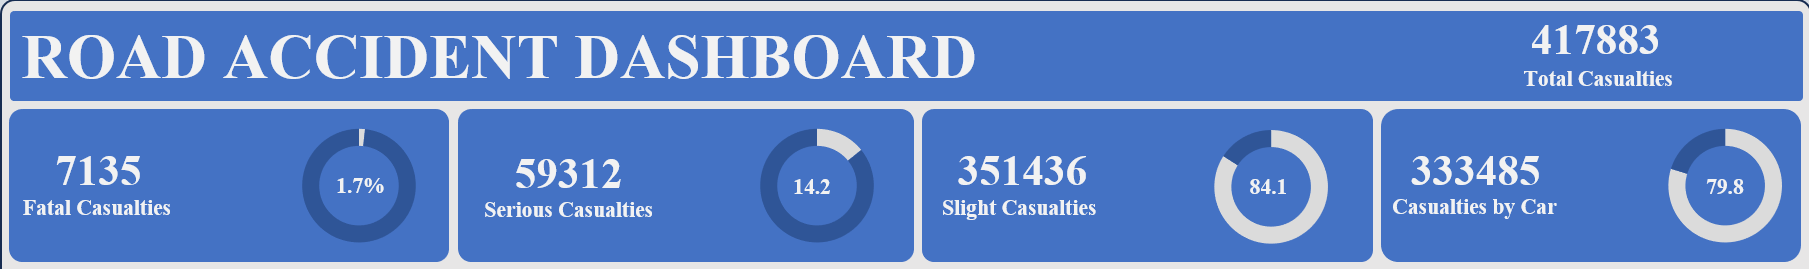 ROAD ACCIDENT DASHBOARD
417883
Total Casualties
7135
Fatal Casualties
1.7%
59312
Serious Casualties
14.2
351436
Slight Casualties
84.1
333485
Casualties by Car
79.8